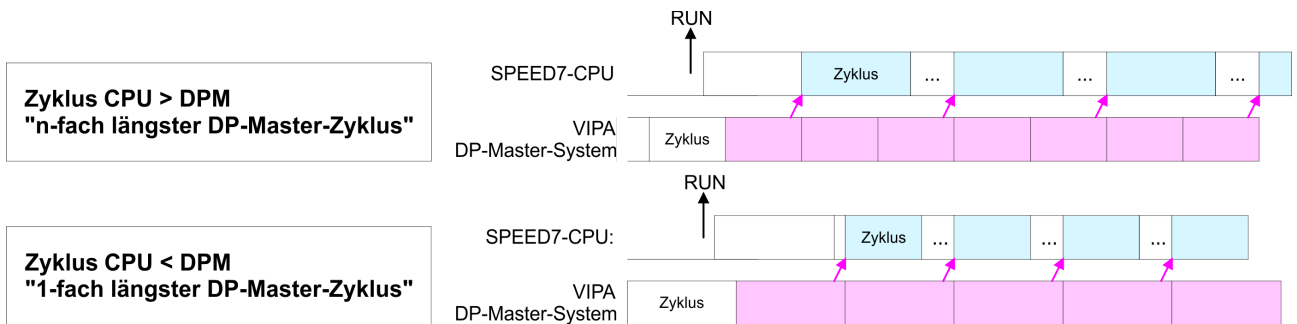 RUN
Zyklus CPU > DPM
"n-fach längster DP-Master-Zyklus"
SPEED7-CPU
Zyklus ... ... ...
VIPA
DP-Master-System
Zyklus
RUN
Zyklus CPU < DPM
"1-fach längster DP-Master-Zyklus"
SPEED7-CPU:
Zyklus ... ... ...
VIPA
DP-Master-System
Zyklus